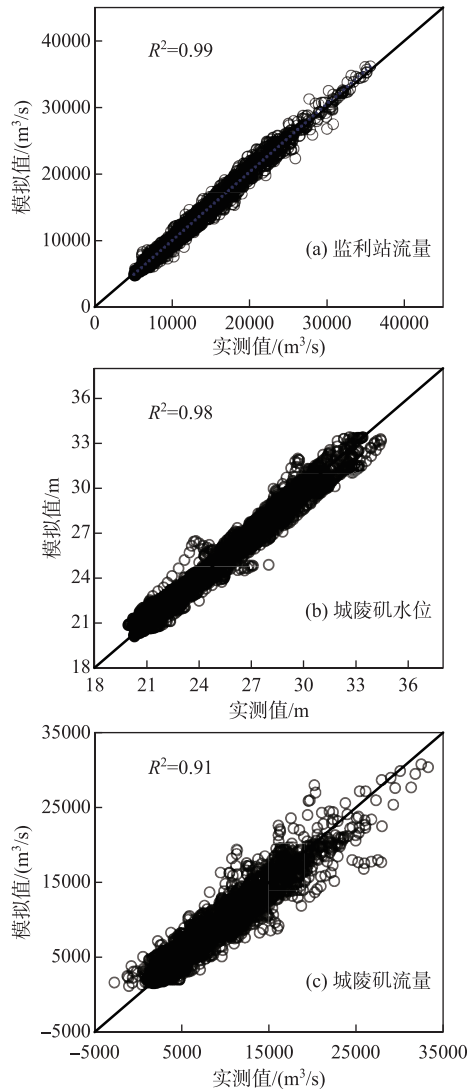 40000
R²=0.99
30000
模拟值/(m³/s)
20000
10000
(a) 监利站流量
0
0 10000 20000 30000 40000
实测值/(m³/s)
36
R²=0.98
33
30
模拟值/m
27
24
21
(b) 城陵矶水位
18
18 21 24 27 30 33 36
实测值/m
35000
R²=0.91
25000
模拟值/(m³/s)
15000
5000
(c) 城陵矶流量
−5000
−5000 5000 15000 25000 35000
实测值/(m³/s)